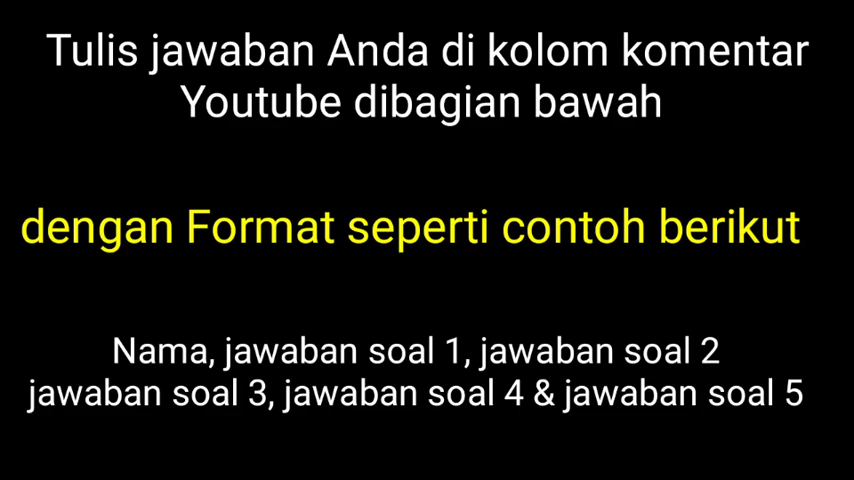 Tulis jawaban Anda di kolom komentar
Youtube dibagian bawah
dengan Format seperti contoh berikut
Nama, jawaban soal 1, jawaban soal 2
jawaban soal 3, jawaban soal 4 & jawaban soal 5